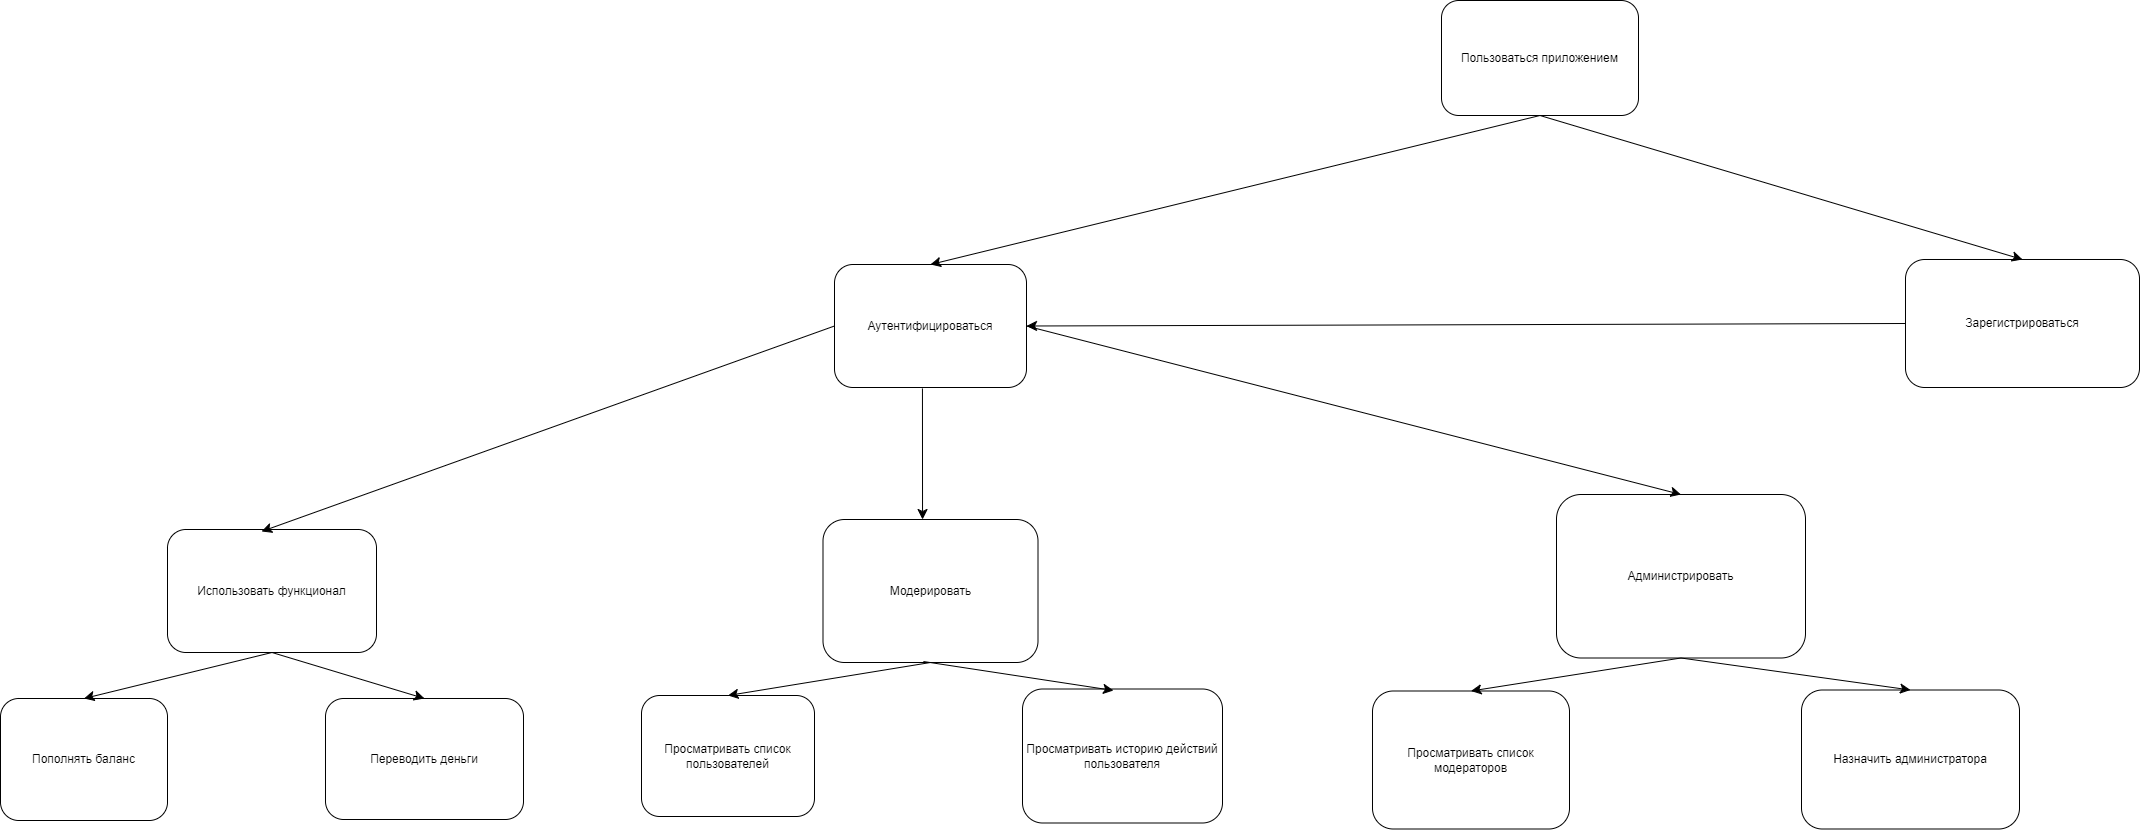 Пользоваться приложением
Аутентифицироваться
Зарегистрироваться
Использовать функционал
Модерировать
Администрировать
Пополнять баланс
Переводить деньги
Просматривать список
пользователей
Просматривать историю действий
пользователя
Просматривать список
модераторов
Назначить администратора